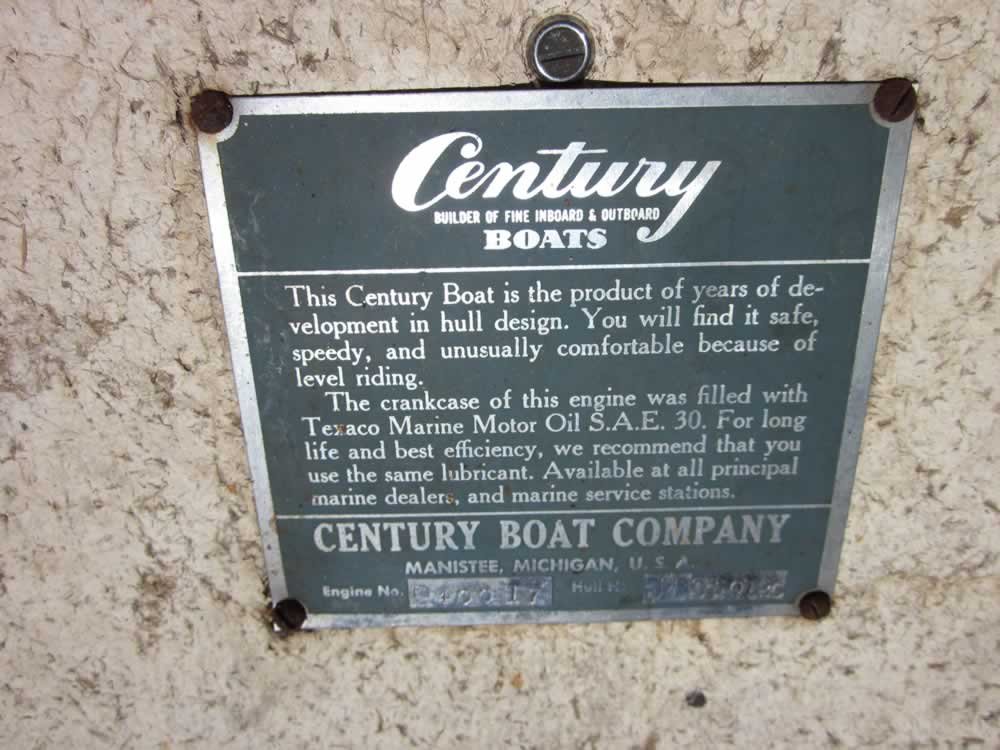 Century
BUILDER OF FINE INBOARD & OUTBOARD
BOATS
This Century Boat is the product of years of de-
velopment in hull design. You will find it safe,
speedy, and unusually comfortable because of
level riding.
The crankcase of this engine was filled with
Texaco Marine Motor Oil S.A.E. 30. For long
life and best efficiency, we recommend that you
use the same lubricant. Available at all principal
marine dealers, and marine service stations.
CENTURY BOAT COMPANY
MANISTEE, MICHIGAN, U. S. A.
Engine No. Hull